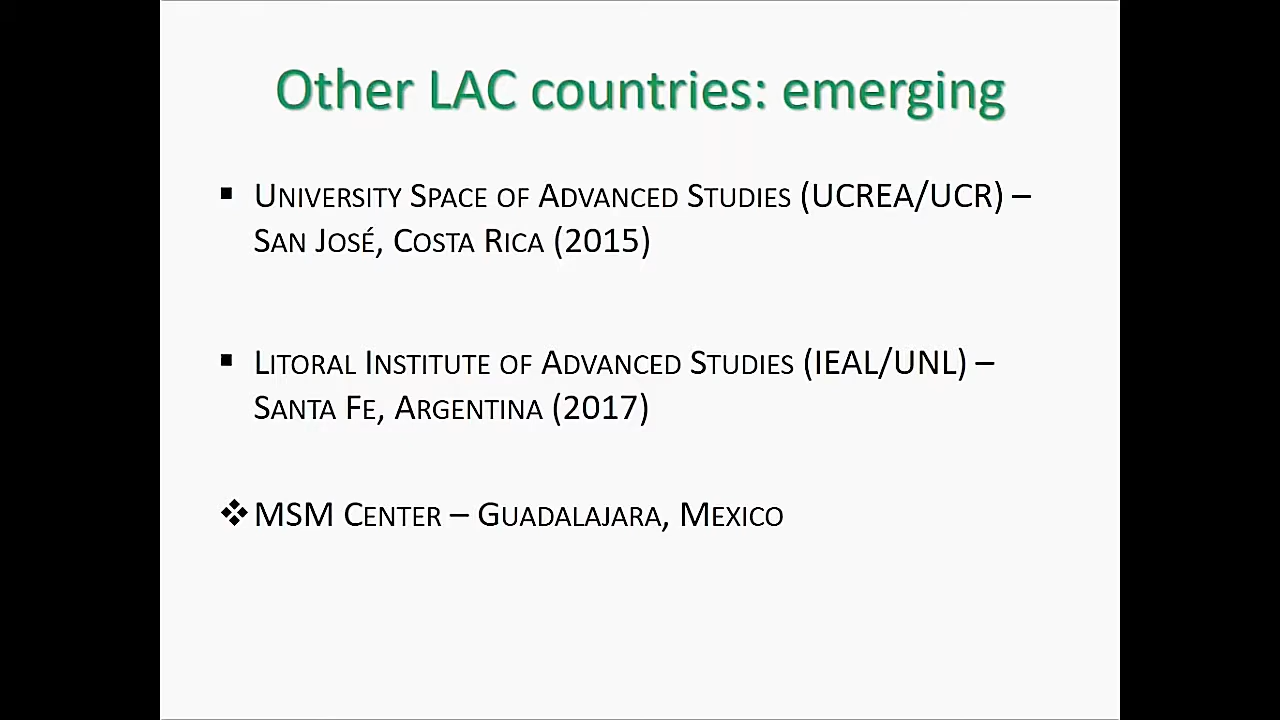 Other LAC countries: emerging
▪ University Space of Advanced Studies (UCREA/UCR) –
San José, Costa Rica (2015)
▪ Litoral Institute of Advanced Studies (IEAL/UNL) –
Santa Fe, Argentina (2017)
❖ MSM Center – Guadalajara, Mexico